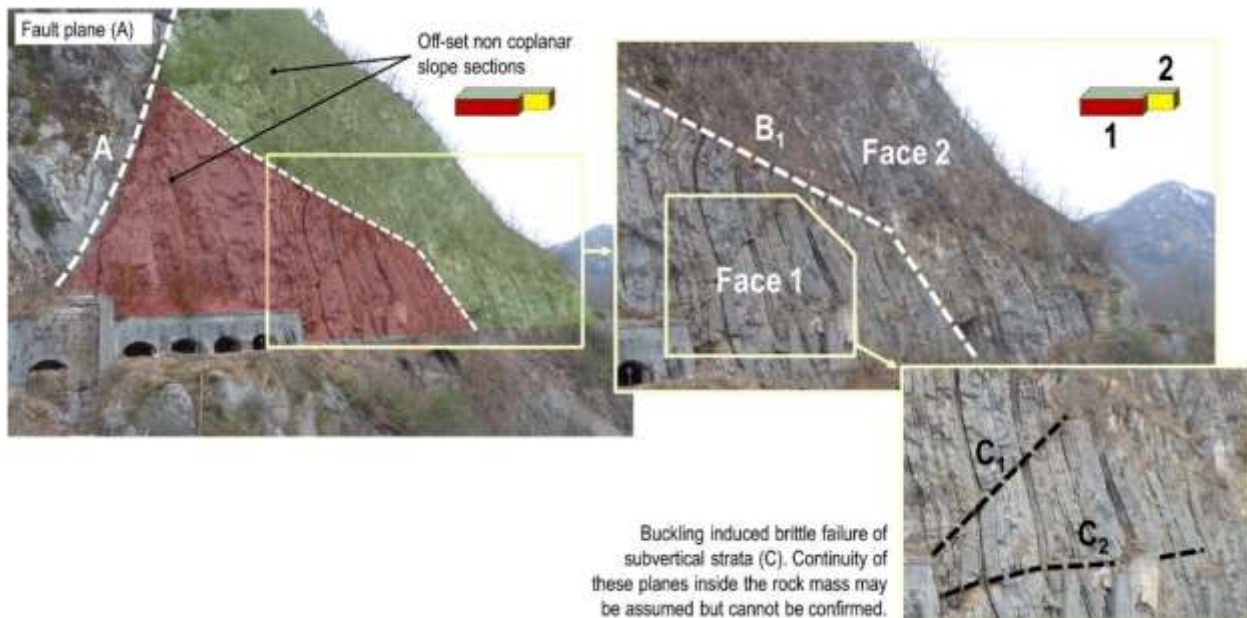 Fault plane (A)
Off-set non coplanar
slope sections
A
2
1
B₁
Face 2
Face 1
C₁
C₂
Buckling induced brittle failure of
subvertical strata (C). Continuity of
these planes inside the rock mass may
be assumed but cannot be confirmed.